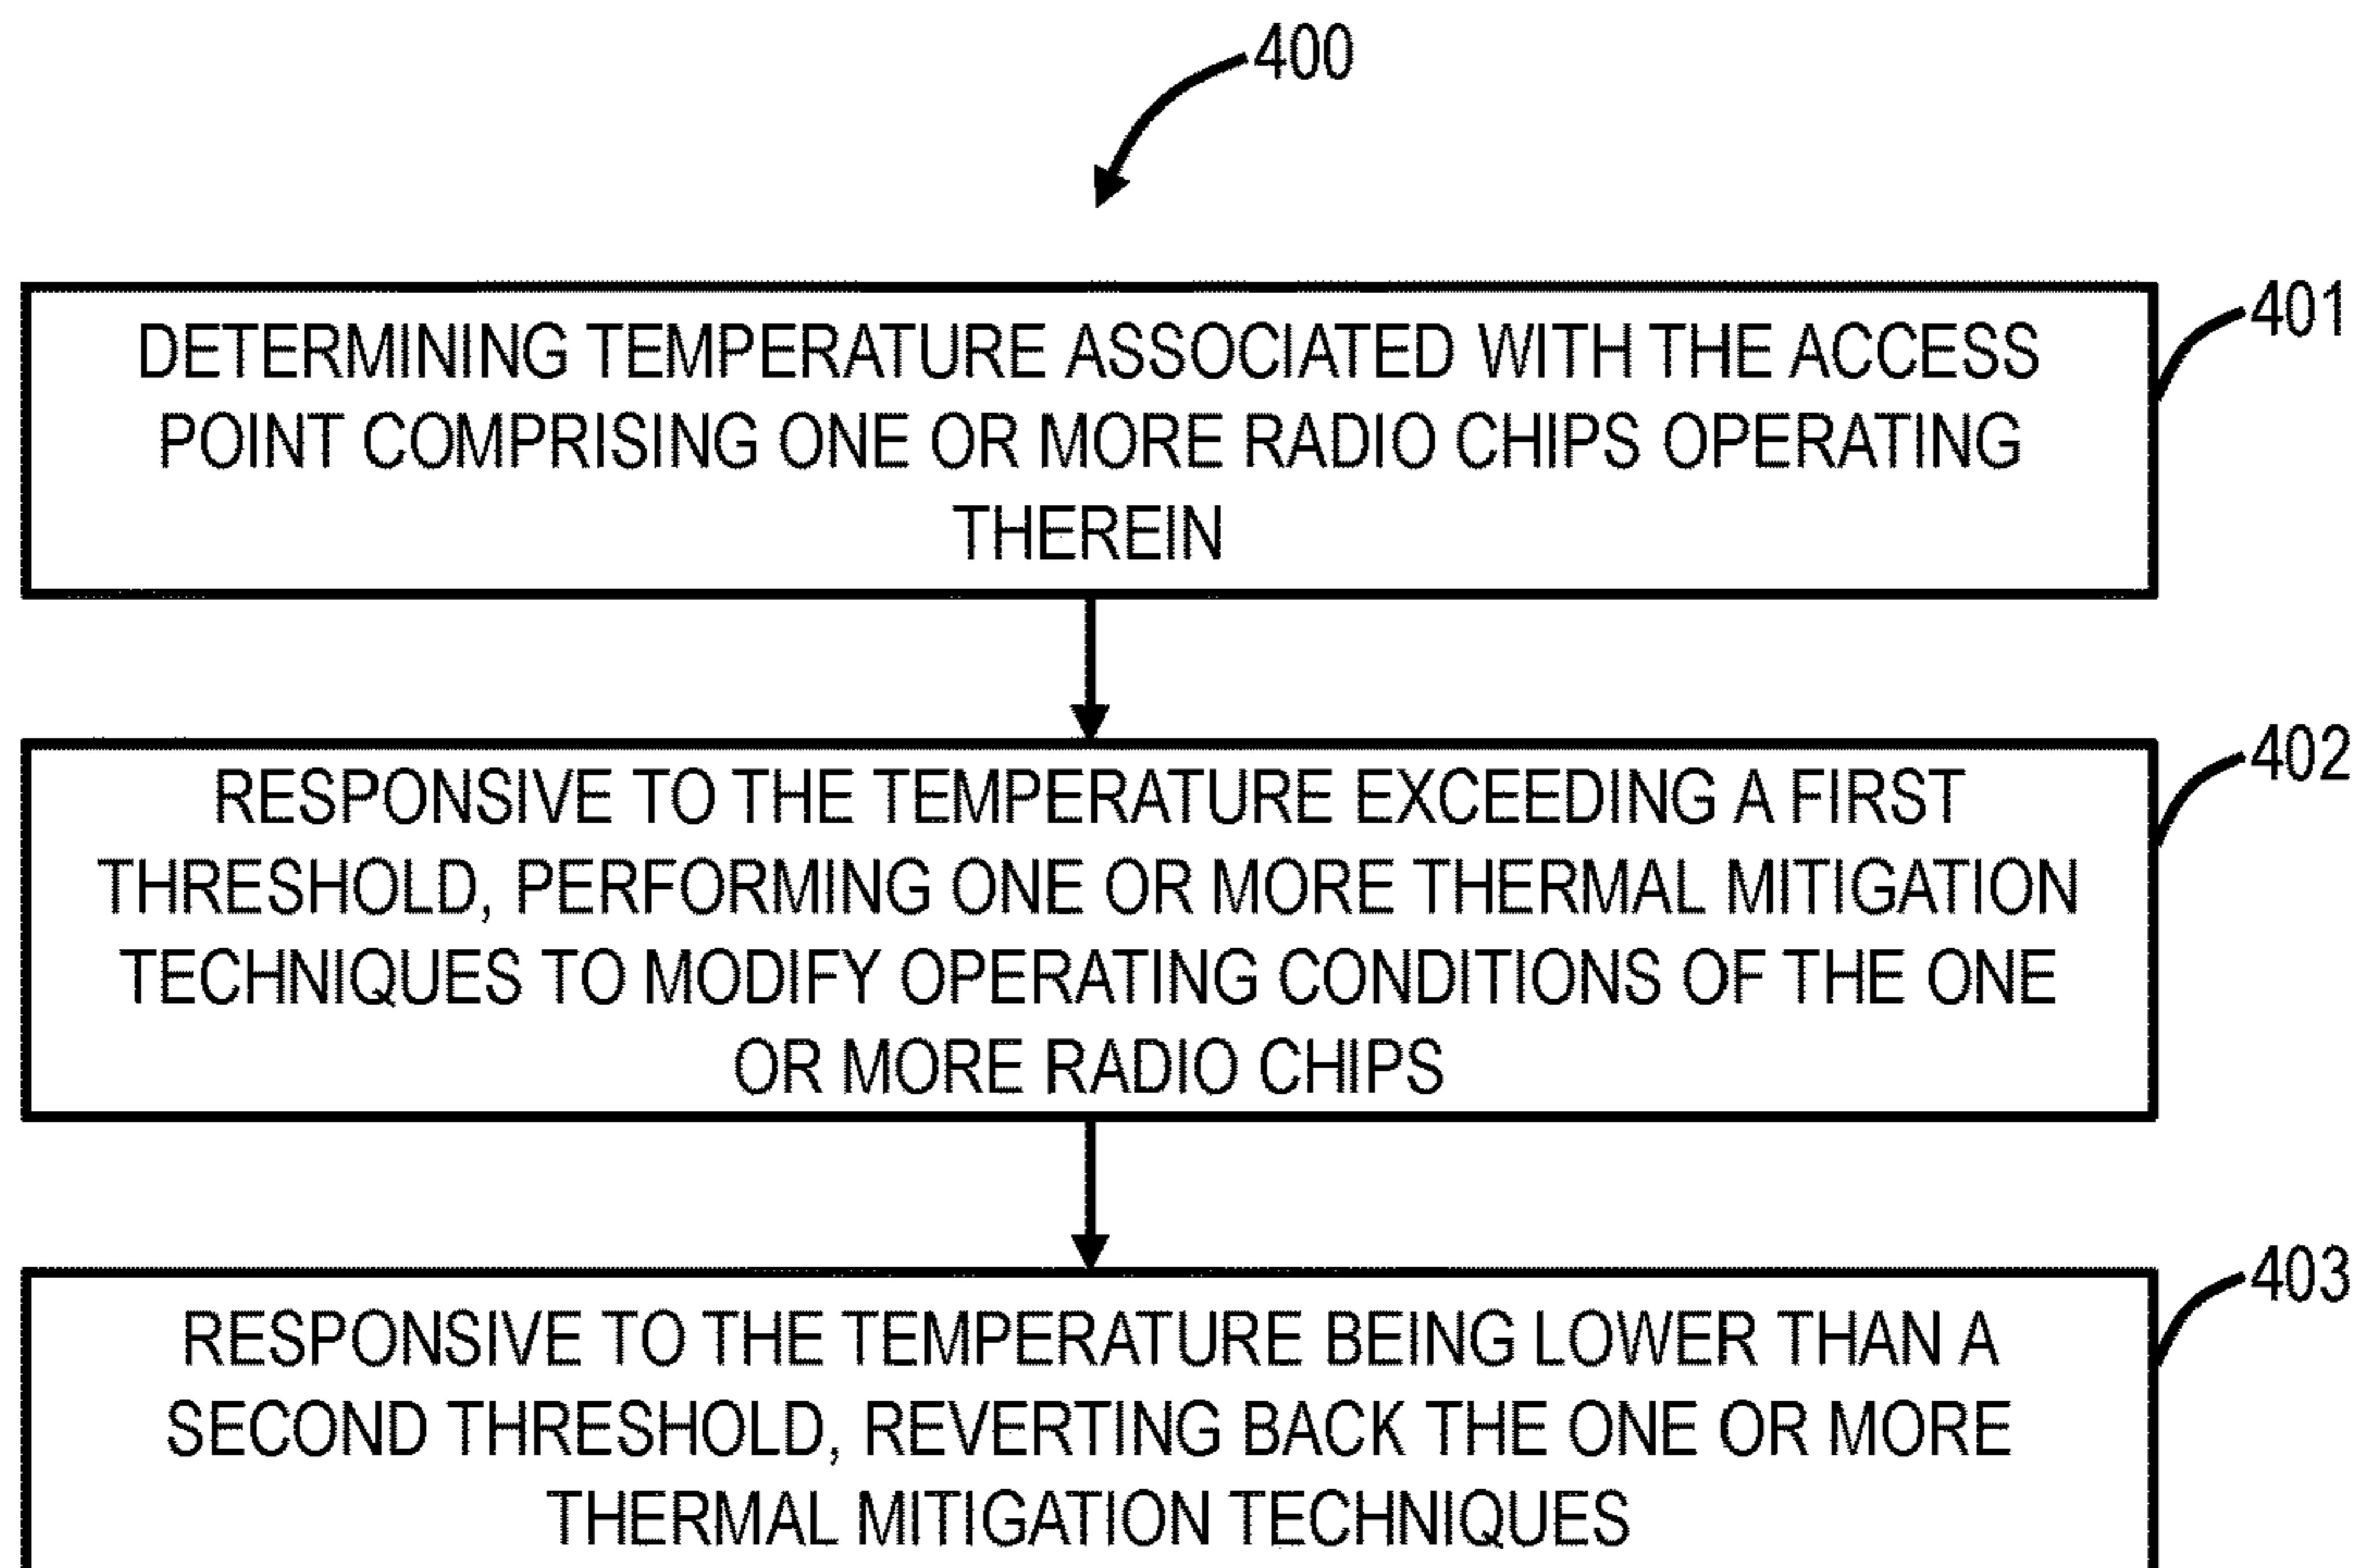 400
401
DETERMINING TEMPERATURE ASSOCIATED WITH THE ACCESS
POINT COMPRISING ONE OR MORE RADIO CHIPS OPERATING
THEREIN
402
RESPONSIVE TO THE TEMPERATURE EXCEEDING A FIRST
THRESHOLD, PERFORMING ONE OR MORE THERMAL MITIGATION
TECHNIQUES TO MODIFY OPERATING CONDITIONS OF THE ONE
OR MORE RADIO CHIPS
403
RESPONSIVE TO THE TEMPERATURE BEING LOWER THAN A
SECOND THRESHOLD, REVERTING BACK THE ONE OR MORE
THERMAL MITIGATION TECHNIQUES